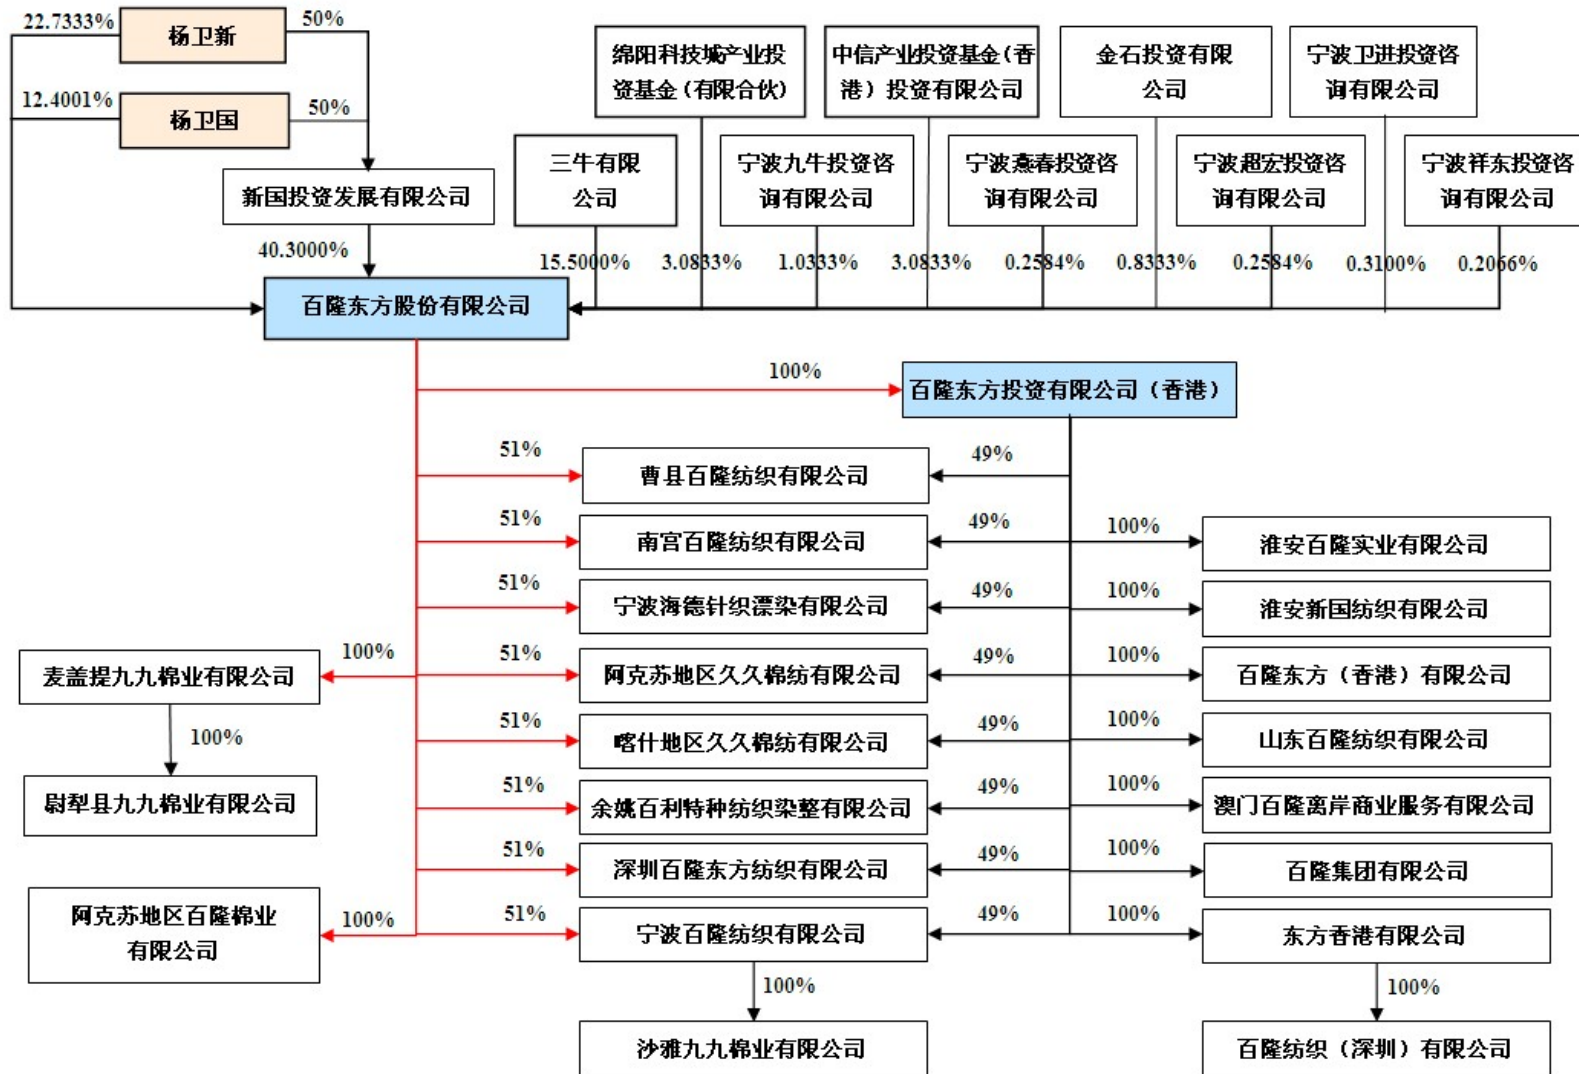 22.7333%
杨卫新
50%
12.4001%
杨卫国
50%
新国投资发展有限公司
40.3000%
绵阳科技城产业投
资基金（有限合伙）
中信产业投资基金（香
港）投资有限公司
金石投资有限
公司
宁波卫进投资咨
询有限公司
三牛有限
公司
宁波九牛投资咨
询有限公司
宁波燕春投资咨
询有限公司
宁波超宏投资咨
询有限公司
宁波祥东投资咨
询有限公司
15.5000%
3.0833%
1.0333%
3.0833%
0.2584%
0.8333%
0.2584%
0.3100%
0.2066%
百隆东方股份有限公司
100%
百隆东方投资有限公司（香港）
51%
曹县百隆纺织有限公司
49%
51%
南宫百隆纺织有限公司
49%
100%
淮安百隆实业有限公司
51%
宁波海德针织漂染有限公司
49%
100%
淮安新国纺织有限公司
麦盖提九九棉业有限公司
100%
51%
阿克苏地区久久棉纺有限公司
49%
100%
百隆东方（香港）有限公司
100%
51%
喀什地区久久棉纺有限公司
49%
100%
山东百隆纺织有限公司
尉犁县九九棉业有限公司
51%
余姚百利特种纺织染整有限公司
49%
100%
澳门百隆离岸商业服务有限公司
51%
深圳百隆东方纺织有限公司
49%
100%
百隆集团有限公司
阿克苏地区百隆棉业
有限公司
100%
51%
宁波百隆纺织有限公司
49%
100%
东方香港有限公司
100%
100%
沙雅九九棉业有限公司
百隆纺织（深圳）有限公司